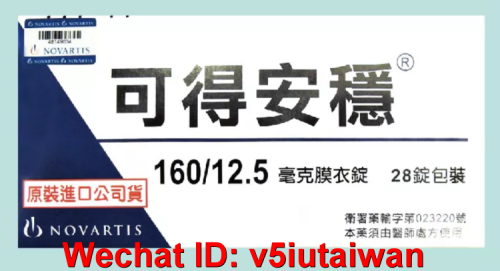 NOVARTIS
可得安穩®
160/12.5 毫克膜衣錠 28錠包裝
原裝進口公司貨
衛署藥輸字第023220號
本藥須由醫師處方使用
NOVARTIS
Wechat ID: v5iutaiwan